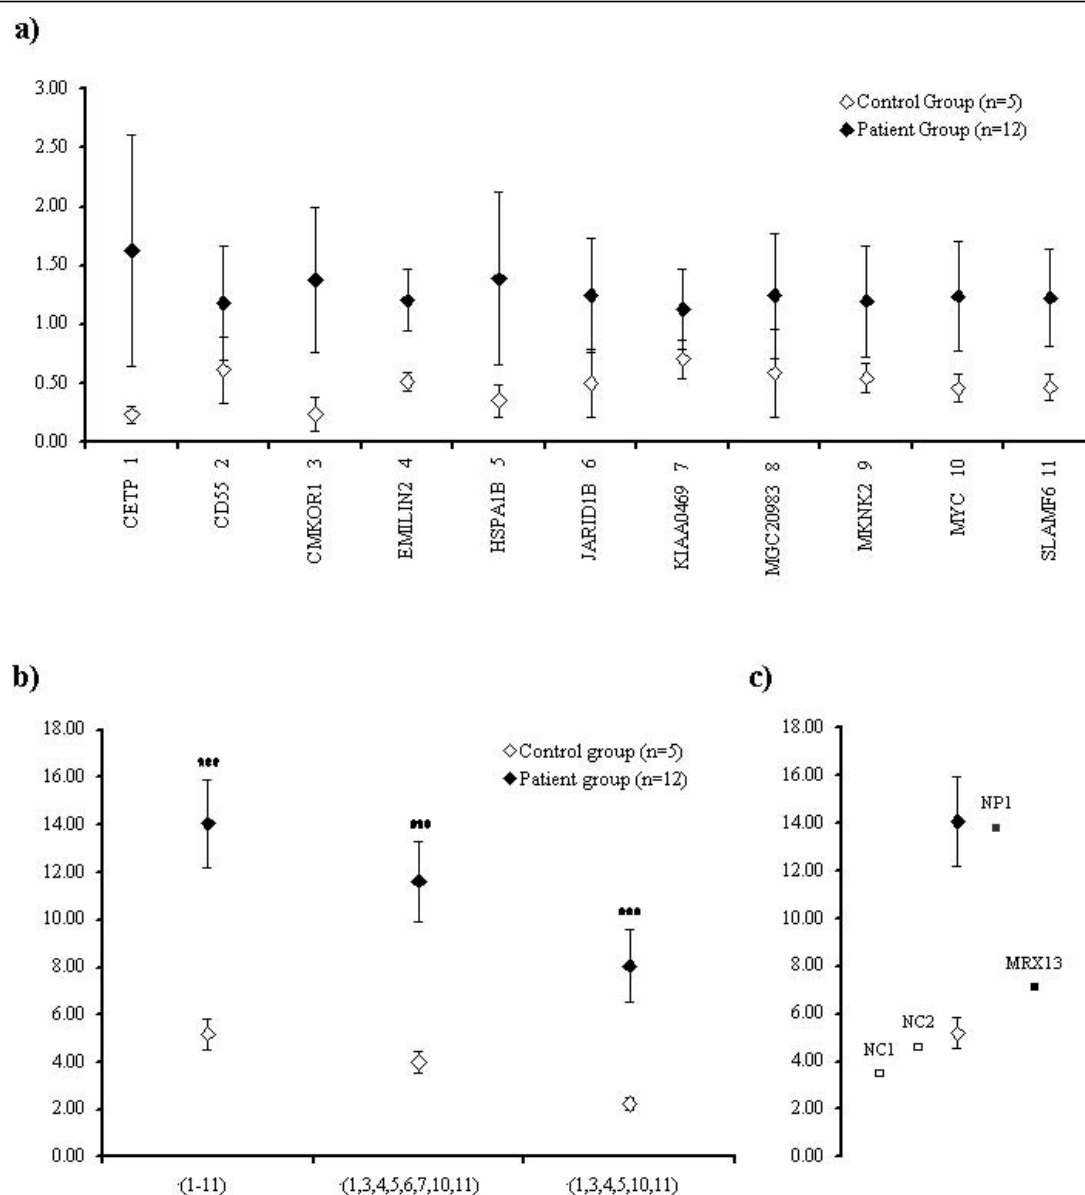 a)
3.00
2.50
2.00
1.50
1.00
0.50
0.00
◇Control Group (n=5)
◆Patient Group (n=12)
CETP 1
CD55 2
CMKOR1 3
EMILIN2 4
HSPA1B 5
JARID1B 6
KIAA0469 7
MGC20983 8
MKNK2 9
MYC 10
SLAMF6 11
b)
18.00
16.00
14.00
12.00
10.00
8.00
6.00
4.00
2.00
0.00
◇Control group (n=5)
◆Patient group (n=12)
***
***
***
·(1-11)
·(1,3,4,5,6,7,10,11)
·(1,3,4,5,10,11)
c)
18.00
16.00
14.00
12.00
10.00
8.00
6.00
4.00
2.00
0.00
NP1
MRX13
NC2
NC1